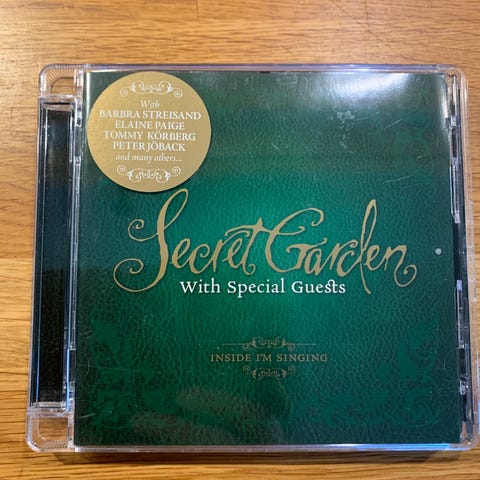 With
BARBRA STREISAND
ELAINE PAIGE
TOMMY KÖRBERG
PETER JÖBACK
and many others...
Secret Garden
With Special Guests
INSIDE I'M SINGING